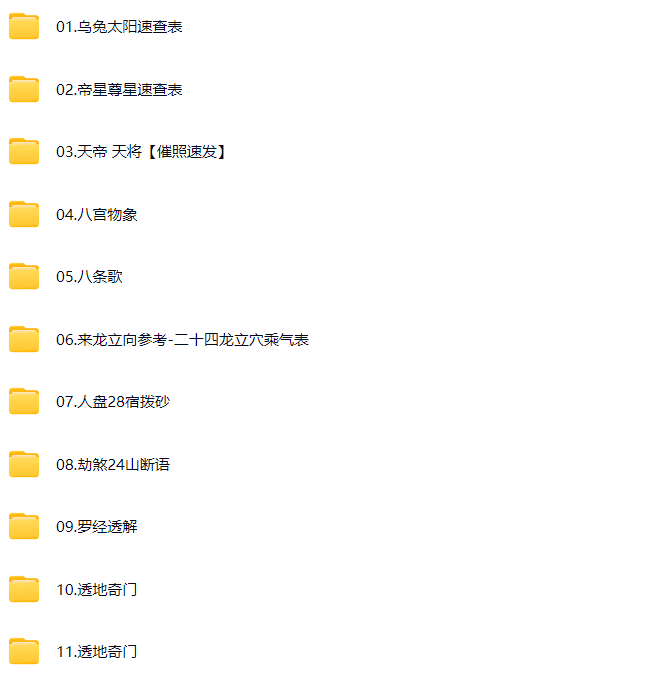 01.乌兔太阳速查表
02.帝星尊星速查表
03.天帝 天将【催照速发】
04.八宫物象
05.八条歌
06.来龙立向参考-二十四龙立穴乘气表
07.人盘28宿拨砂
08.劫煞24山断语
09.罗经透解
10.透地奇门
11.透地奇门